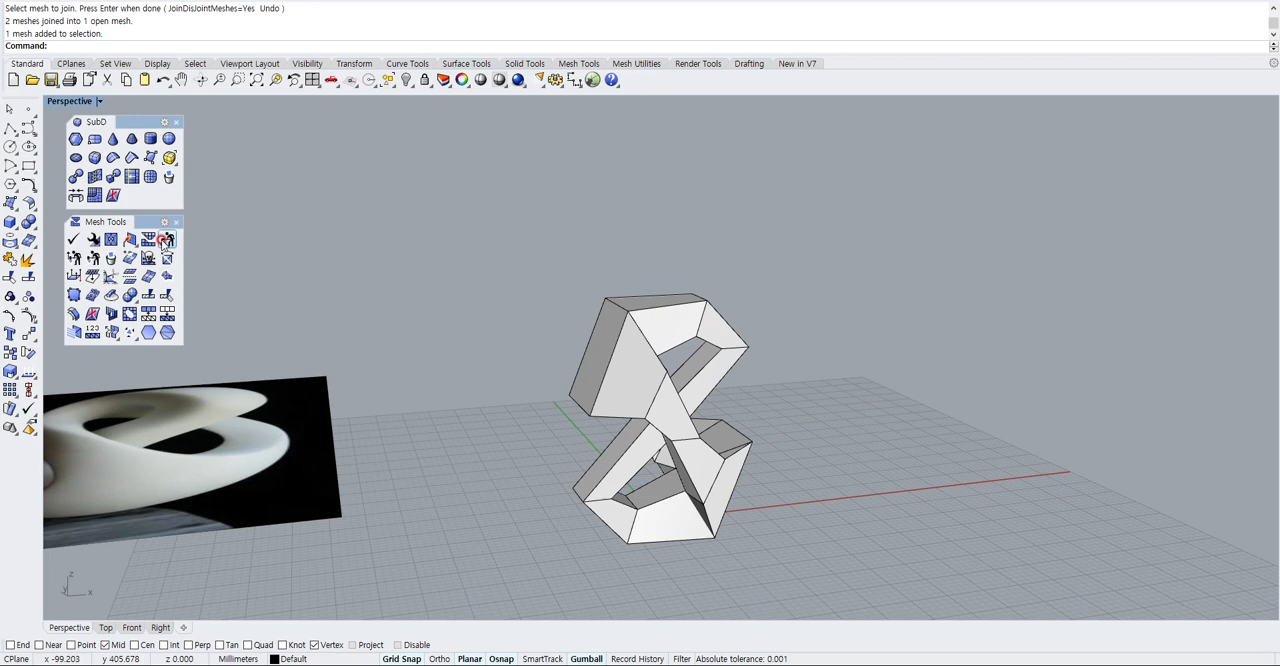 Select mesh to join. Press Enter when done ( JoinDisJointMeshes=Yes  Undo )
2 meshes joined into 1 open mesh.
1 mesh added to selection.
Command:
Standard CPlanes Set View Display Select Viewport Layout Visibility Transform Curve Tools Surface Tools Solid Tools Mesh Tools Mesh Utilities Render Tools Drafting New in V7
Perspective
SubD
Mesh Tools
123
z
y x
Perspective Top Front Right
End Near Point Mid Cen Int Perp Tan Quad Knot Vertex Project Disable
CPlane x -99.203 y 405.678 z 0.000 Millimeters Default Grid Snap Ortho Planar Osnap SmartTrack Gumball Record History Filter Absolute tolerance: 0.001